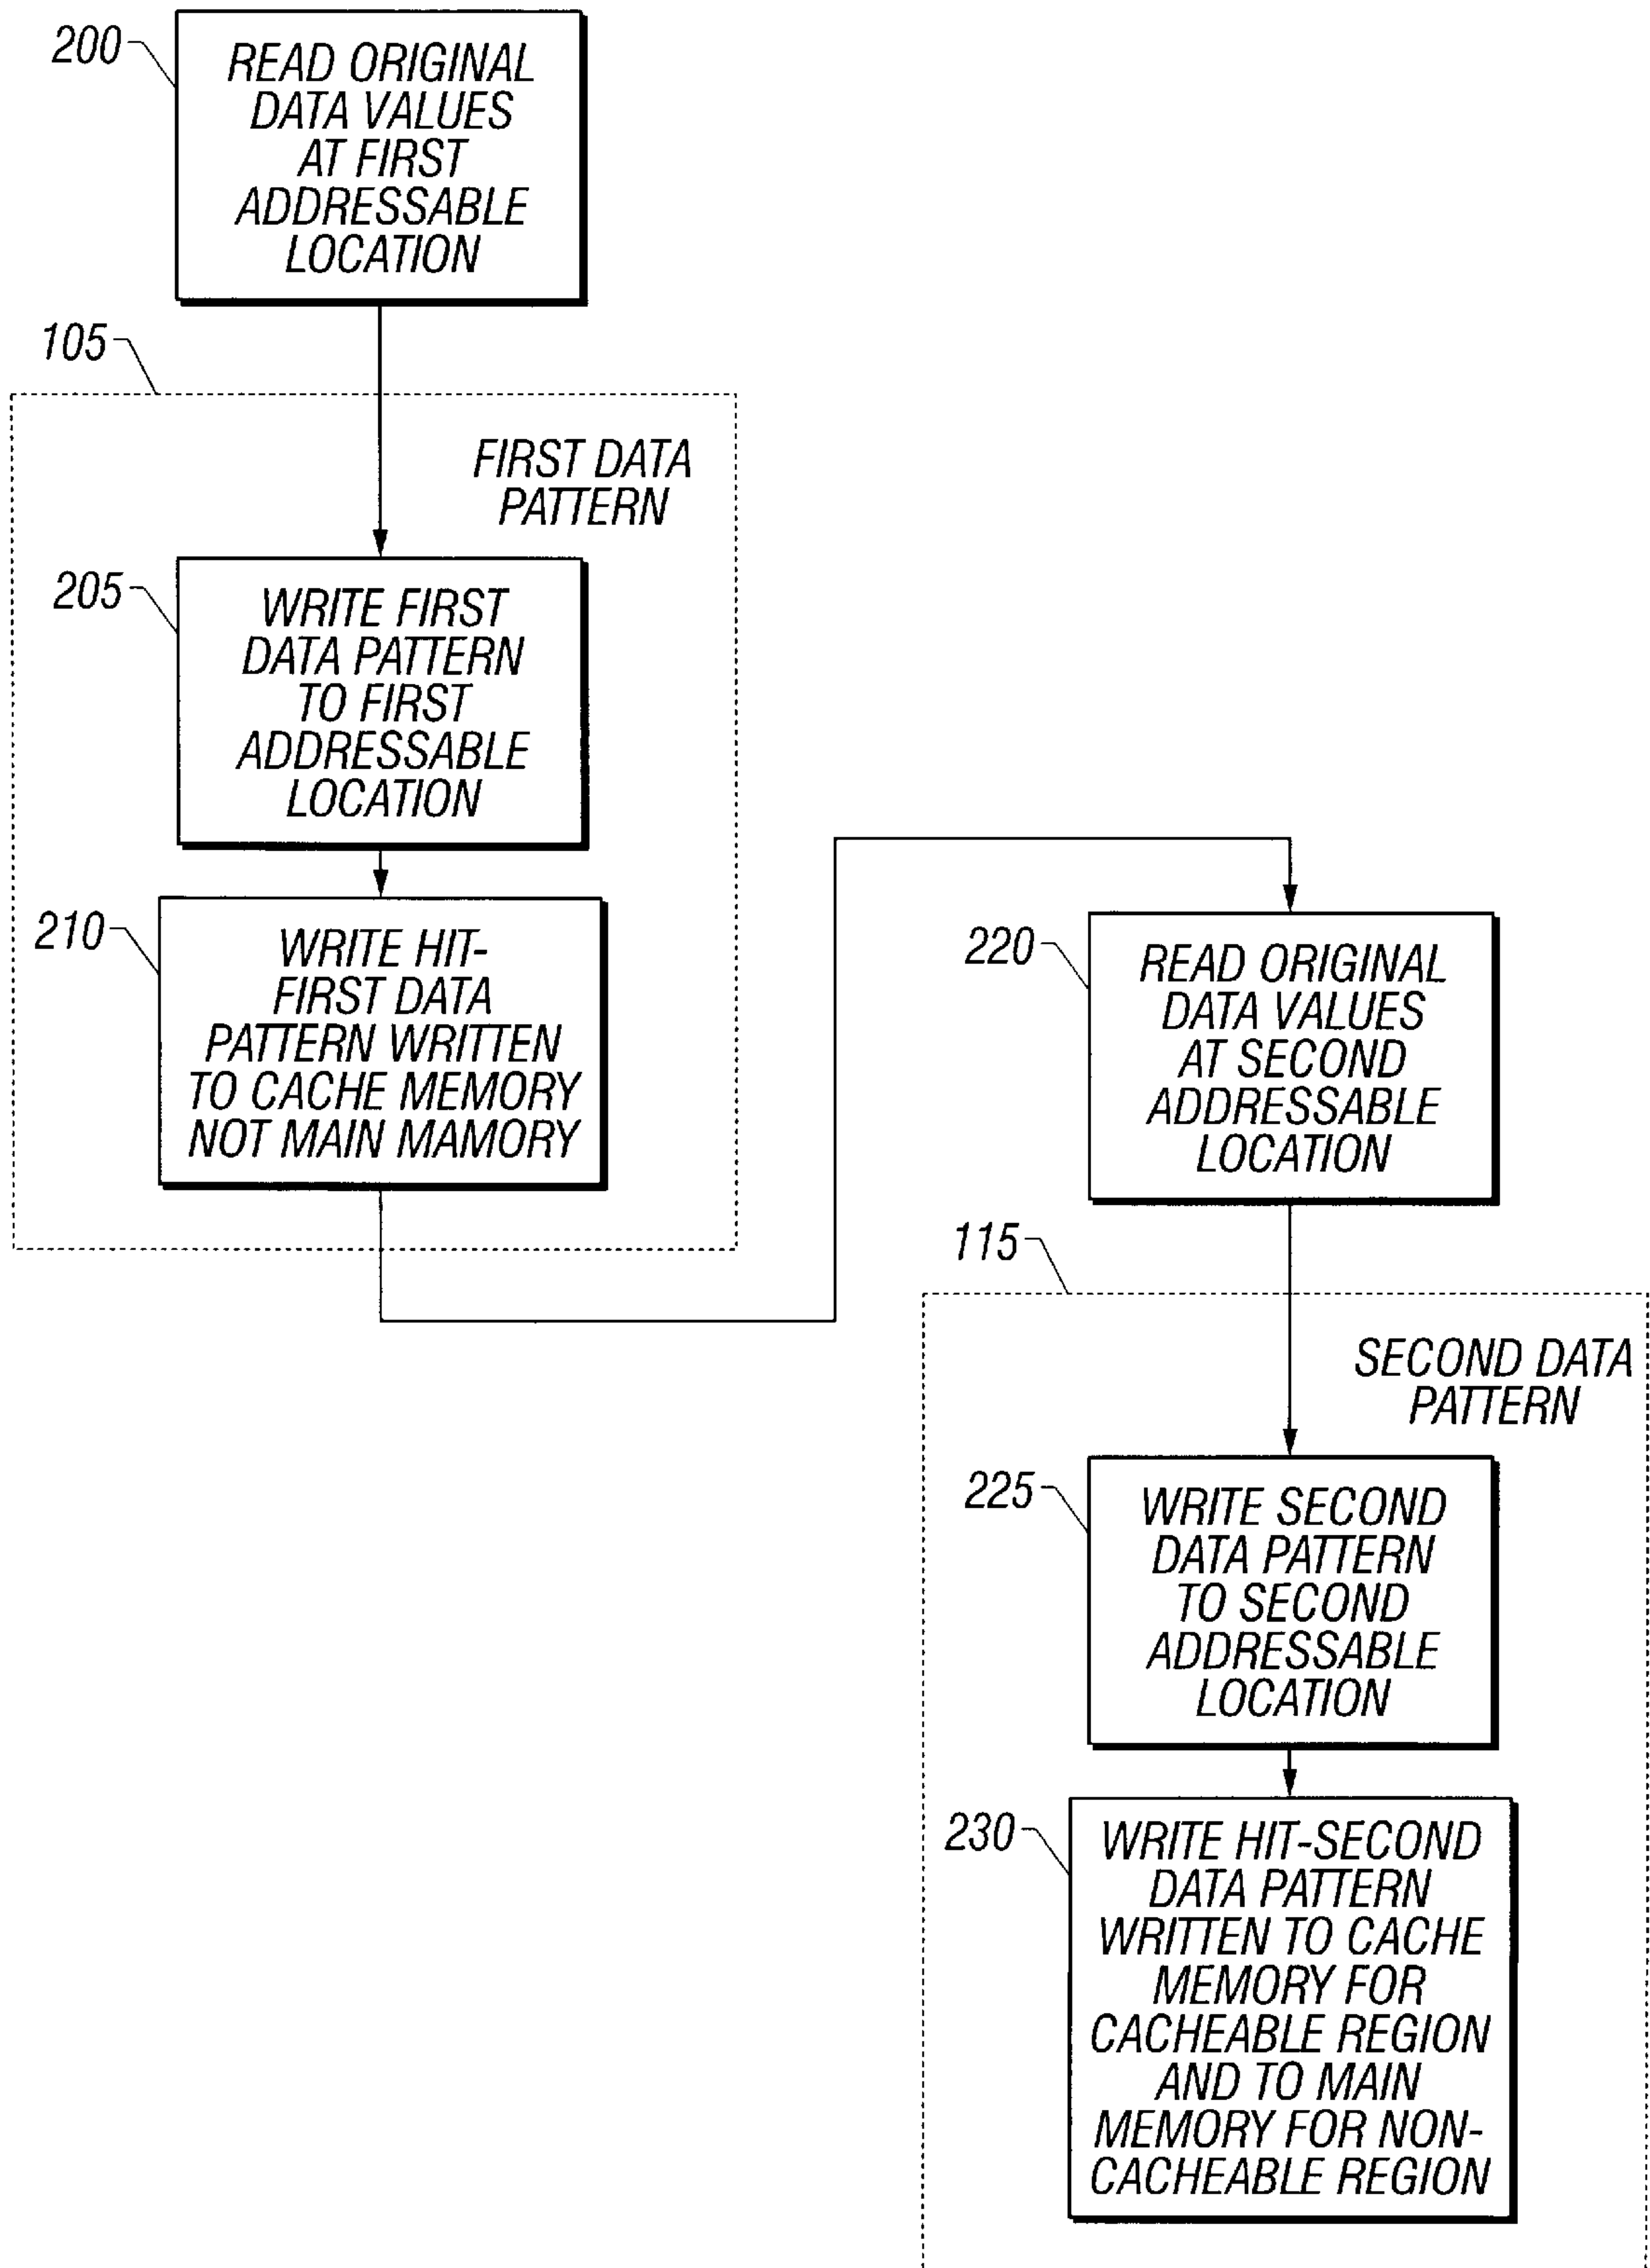 200
READ ORIGINAL
DATA VALUES
AT FIRST
ADDRESSABLE
LOCATION
105
FIRST DATA
PATTERN
205
WRITE FIRST
DATA PATTERN
TO FIRST
ADDRESSABLE
LOCATION
210
WRITE HIT-
FIRST DATA
PATTERN WRITTEN
TO CACHE MEMORY
NOT MAIN MAMORY
220
READ ORIGINAL
DATA VALUES
AT SECOND
ADDRESSABLE
LOCATION
115
SECOND DATA
PATTERN
225
WRITE SECOND
DATA PATTERN
TO SECOND
ADDRESSABLE
LOCATION
230
WRITE HIT-SECOND
DATA PATTERN
WRITTEN TO CACHE
MEMORY FOR
CACHEABLE REGION
AND TO MAIN
MEMORY FOR NON-
CACHEABLE REGION